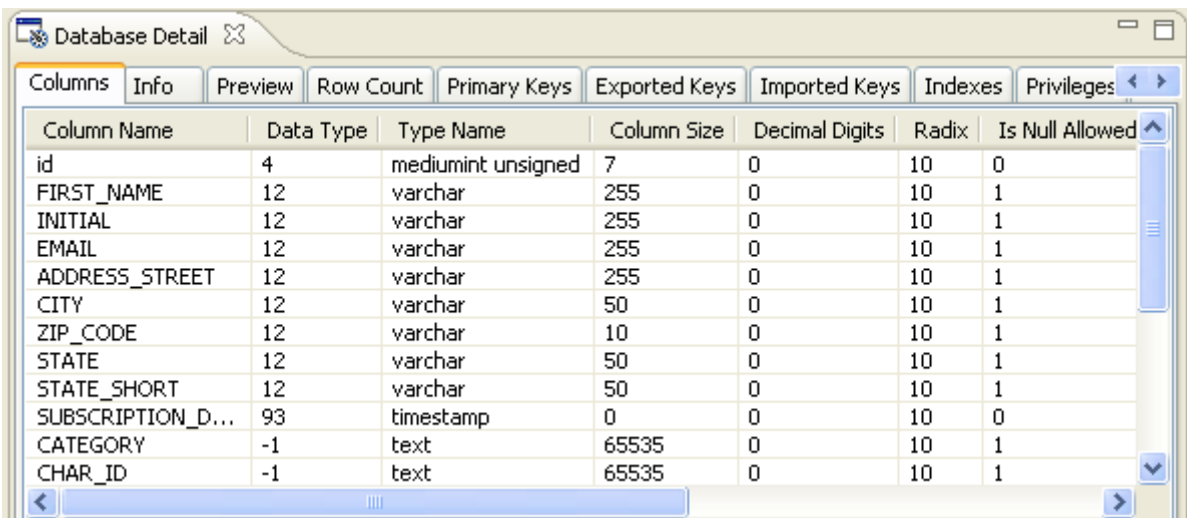 Database Detail
Columns Info Preview Row Count Primary Keys Exported Keys Imported Keys Indexes Privileges
Column Name Data Type Type Name Column Size Decimal Digits Radix Is Null Allowed
id 4 mediumint unsigned 7 0 10 0
FIRST_NAME 12 varchar 255 0 10 1
INITIAL 12 varchar 255 0 10 1
EMAIL 12 varchar 255 0 10 1
ADDRESS_STREET 12 varchar 255 0 10 1
CITY 12 varchar 50 0 10 1
ZIP_CODE 12 varchar 10 0 10 1
STATE 12 varchar 50 0 10 1
STATE_SHORT 12 varchar 50 0 10 1
SUBSCRIPTION_D... 93 timestamp 0 0 10 0
CATEGORY -1 text 65535 0 10 1
CHAR_ID -1 text 65535 0 10 1